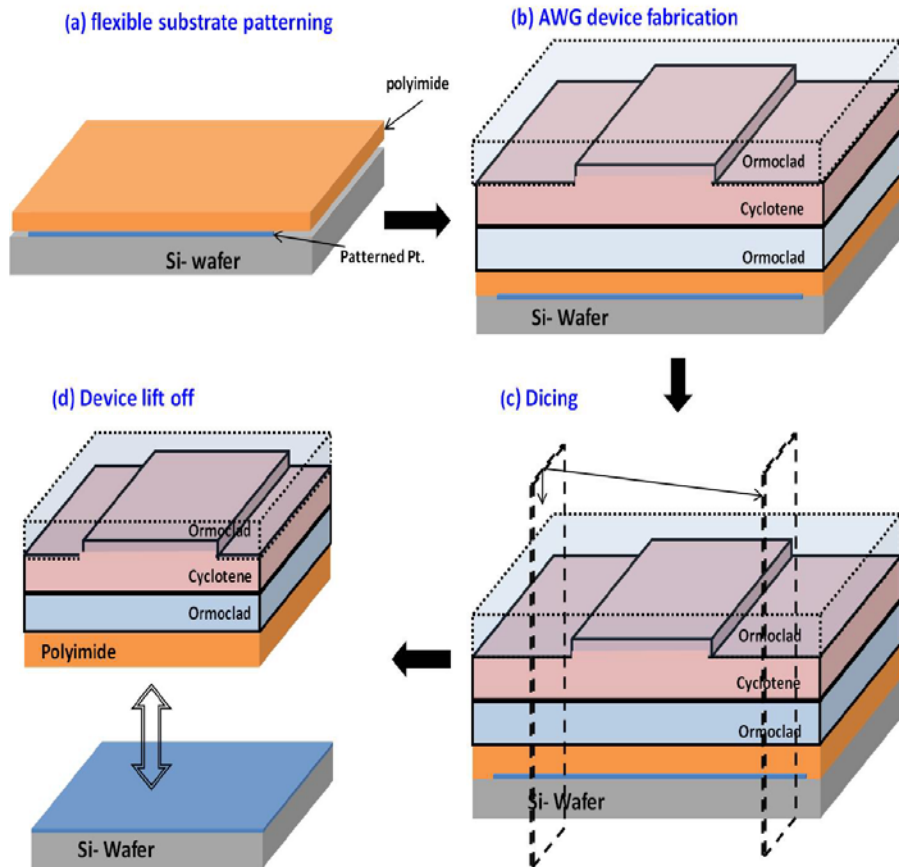 (a) flexible substrate patterning
polyimide
Patterned Pt.
Si- wafer
(b) AWG device fabrication
Ormoclad
Cyclotene
Ormoclad
Si- Wafer
(c) Dicing
Ormoclad
Cyclotene
Ormoclad
Si- Wafer
(d) Device lift off
Ormoclad
Cyclotene
Ormoclad
Polyimide
Si- Wafer